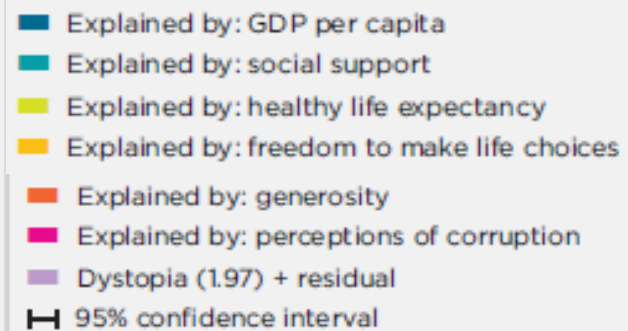 Explained by: GDP per capita
Explained by: social support
Explained by: healthy life expectancy
Explained by: freedom to make life choices
Explained by: generosity
Explained by: perceptions of corruption
Dystopia (1.97) + residual
95% confidence interval